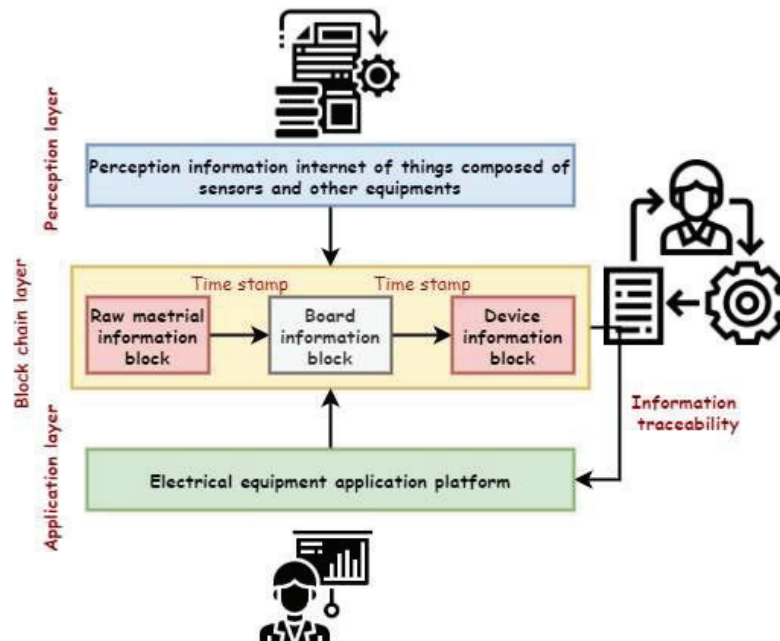 Perception layer
Perception information internet of things composed of
sensors and other equipments
Block chain layer
Time stamp
Time stamp
Raw maetrial
information
block
Board
information
block
Device
information
block
Information
traceability
Application layer
Electrical equipment application platform